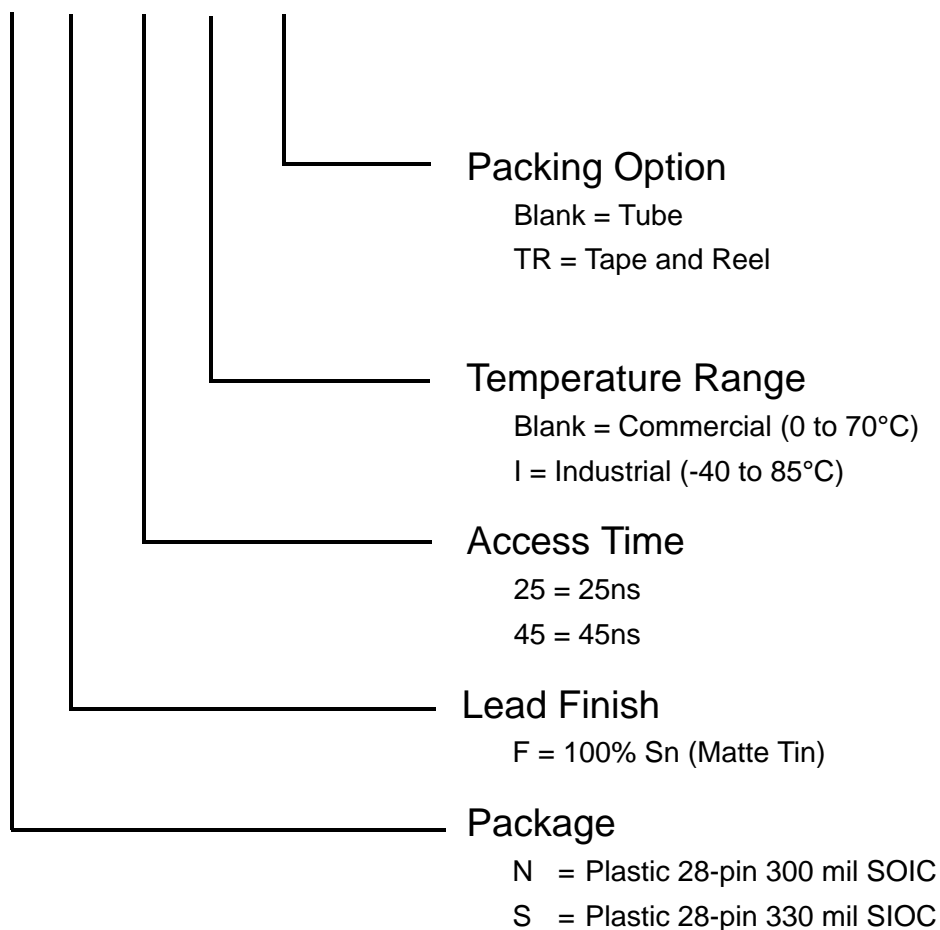 Packing Option
Blank = Tube
TR = Tape and Reel
Temperature Range
Blank = Commercial (0 to 70°C)
I = Industrial (-40 to 85°C)
Access Time
25 = 25ns
45 = 45ns
Lead Finish
F = 100% Sn (Matte Tin)
Package
N = Plastic 28-pin 300 mil SOIC
S = Plastic 28-pin 330 mil SIOC